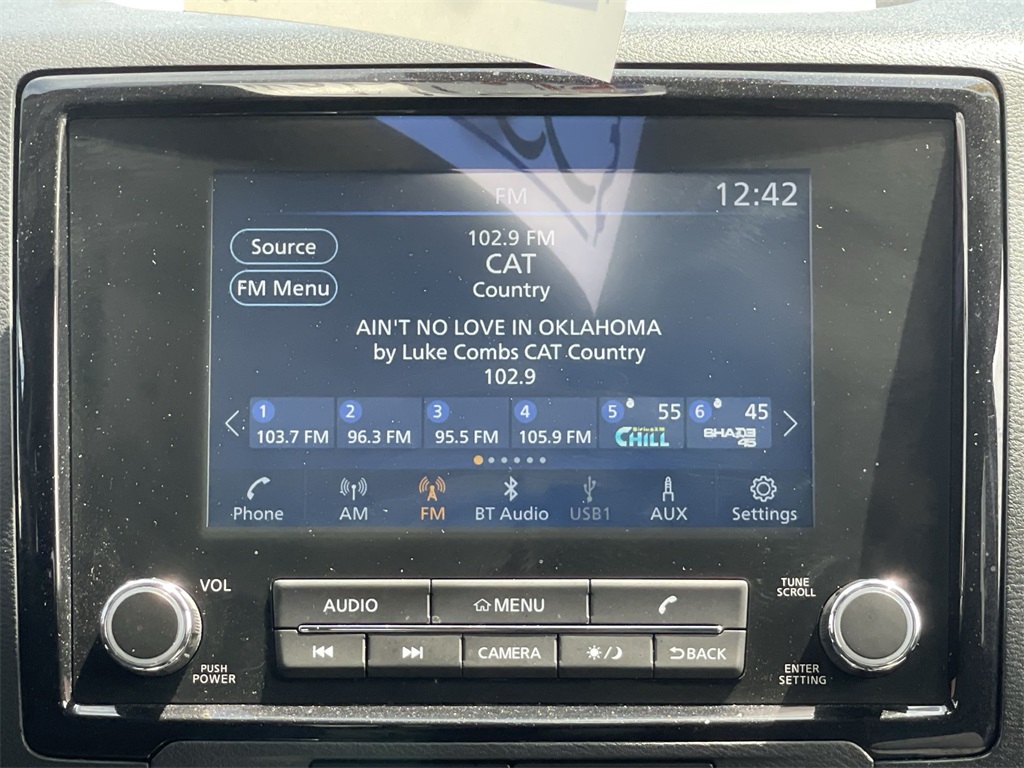 FM
12:42
Source
FM Menu
102.9 FM
CAT
Country
AIN'T NO LOVE IN OKLAHOMA
by Luke Combs CAT Country
102.9
1
103.7 FM
2
96.3 FM
3
95.5 FM
4
105.9 FM
5 55
SiriusXM
CHILL
6 45
SHADE
45
Phone
AM
FM
BT Audio
USB1
AUX
Settings
VOL
PUSH
POWER
AUDIO
MENU
CAMERA
BACK
TUNE
SCROLL
ENTER
SETTING